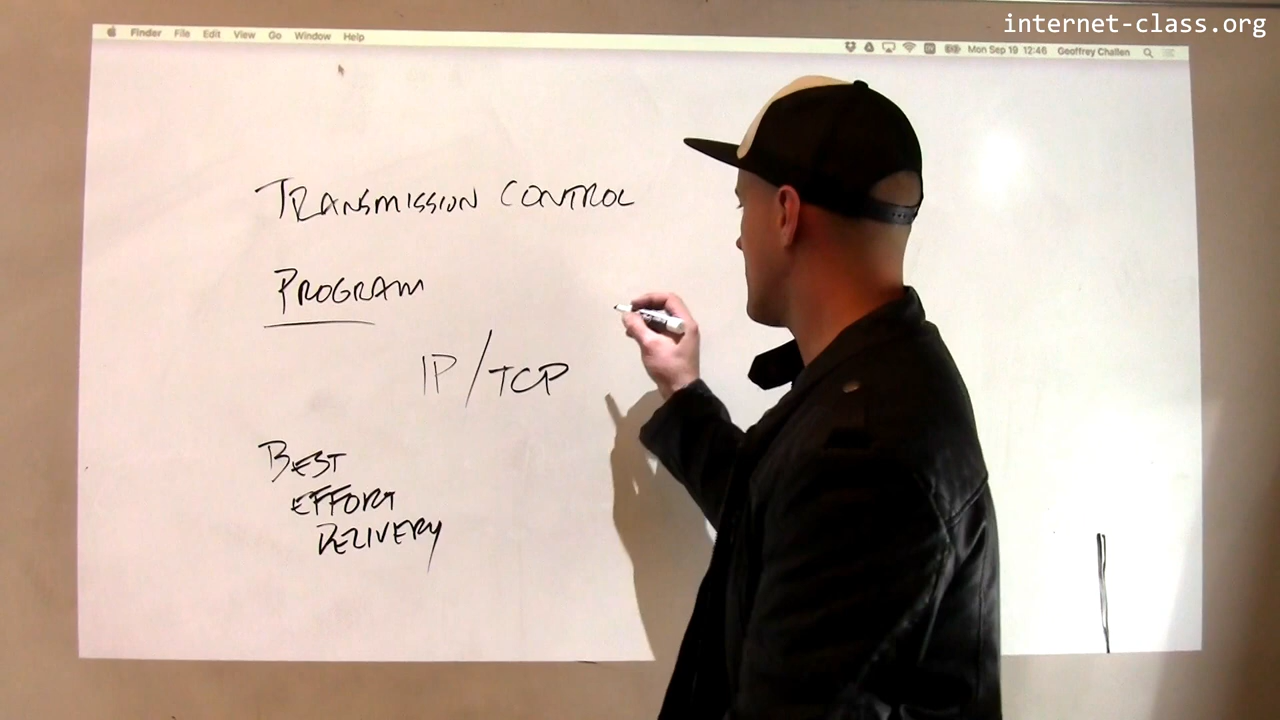 internet-class.org
Finder File Edit View Go Window Help
Mon Sep 19 12:46 Geoffrey Challen
TRANSMISSION CONTROL
PROGRAM
IP/TCP
BEST
EFFORT
DELIVERY